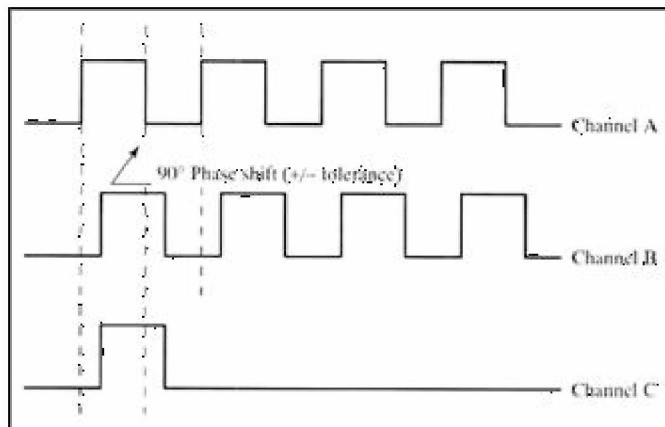 Channel A
90° Phase shift (+/− tolerance)
Channel B
Channel C